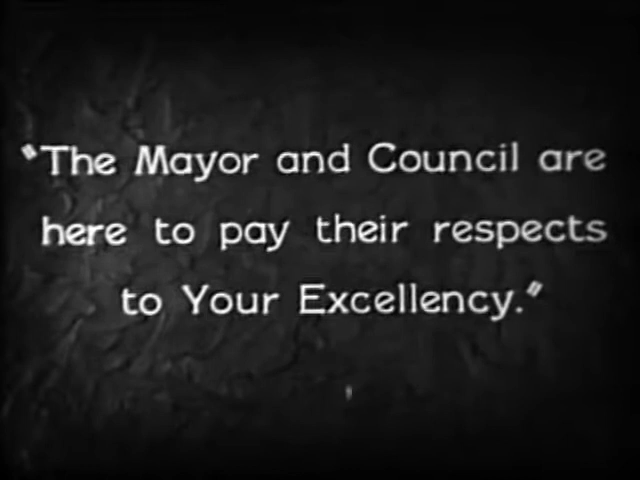 "The Mayor and Council are
here to pay their respects
to Your Excellency."